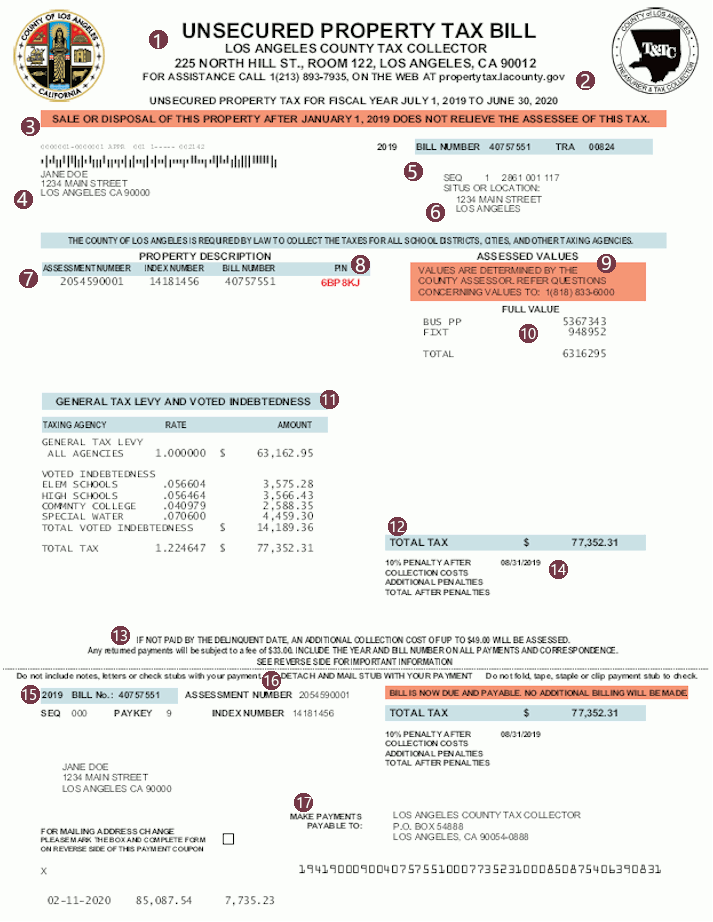 COUNTY OF LOS ANGELES
CALIFORNIA
1 UNSECURED PROPERTY TAX BILL
LOS ANGELES COUNTY TAX COLLECTOR
225 NORTH HILL ST., ROOM 122, LOS ANGELES, CA 90012
FOR ASSISTANCE CALL 1(213) 893-7935, ON THE WEB AT propertytax.lacounty.gov
2
COUNTY OF LOS ANGELES
T&TC
TREASURER & TAX COLLECTOR
UNSECURED PROPERTY TAX FOR FISCAL YEAR JULY 1, 2019 TO JUNE 30, 2020
3 SALE OR DISPOSAL OF THIS PROPERTY AFTER JANUARY 1, 2019 DOES NOT RELIEVE THE ASSESSEE OF THIS TAX.
0000001-0000001 APPR 001 1----- 002142
2019 BILL NUMBER 40757551 TRA 00824
JANE DOE
4 1234 MAIN STREET
LOS ANGELES CA 90000
5 SEQ 1 2861 001 117
SITUS OR LOCATION:
6 1234 MAIN STREET
LOS ANGELES
THE COUNTY OF LOS ANGELES IS REQUIRED BY LAW TO COLLECT THE TAXES FOR ALL SCHOOL DISTRICTS, CITIES, AND OTHER TAXING AGENCIES.
PROPERTY DESCRIPTION
7 ASSESSMENT NUMBER INDEX NUMBER BILL NUMBER PIN 8
2054590001 14181456 40757551 6BP8KJ
ASSESSED VALUES
9
VALUES ARE DETERMINED BY THE
COUNTY ASSESSOR. REFER QUESTIONS
CONCERNING VALUES TO: 1(818) 833-6000
FULL VALUE
BUS PP 5367343
FIXT 10 948952
TOTAL 6316295
GENERAL TAX LEVY AND VOTED INDEBTEDNESS 11
TAXING AGENCY RATE AMOUNT
GENERAL TAX LEVY
ALL AGENCIES 1.000000 $ 63,162.95
VOTED INDEBTEDNESS
ELEM SCHOOLS .056604 3,575.28
HIGH SCHOOLS .056464 3,566.43
COMMNTY COLLEGE .040979 2,588.35
SPECIAL WATER .070600 4,459.30
TOTAL VOTED INDEBTEDNESS $ 14,189.36
TOTAL TAX 1.224647 $ 77,352.31
12
TOTAL TAX $ 77,352.31
10% PENALTY AFTER 08/31/2019
COLLECTION COSTS 14
ADDITIONAL PENALTIES
TOTAL AFTER PENALTIES
13 IF NOT PAID BY THE DELINQUENT DATE, AN ADDITIONAL COLLECTION COST OF UP TO $49.00 WILL BE ASSESSED.
Any returned payments will be subject to a fee of $33.00. INCLUDE THE YEAR AND BILL NUMBER ON ALL PAYMENTS AND CORRESPONDENCE.
SEE REVERSE SIDE FOR IMPORTANT INFORMATION
Do not include notes, letters or check stubs with your payment. 16 DETACH AND MAIL STUB WITH YOUR PAYMENT Do not fold, tape, staple or clip payment stub to check.
15 2019 BILL No.: 40757551 ASSESSMENT NUMBER 2054590001
SEQ 000 PAYKEY 9 INDEX NUMBER 14181456
BILL IS NOW DUE AND PAYABLE. NO ADDITIONAL BILLING WILL BE MADE
TOTAL TAX $ 77,352.31
10% PENALTY AFTER 08/31/2019
COLLECTION COSTS
ADDITIONAL PENALTIES
TOTAL AFTER PENALTIES
JANE DOE
1234 MAIN STREET
LOS ANGELES CA 90000
17
MAKE PAYMENTS
PAYABLE TO:
LOS ANGELES COUNTY TAX COLLECTOR
P.O. BOX 54888
LOS ANGELES, CA 90054-0888
FOR MAILING ADDRESS CHANGE
PLEASE MARK THE BOX AND COMPLETE FORM
ON REVERSE SIDE OF THIS PAYMENT COUPON
X
19419000900407575510007735231000850875406390831
02-11-2020 85,087.54 7,735.23